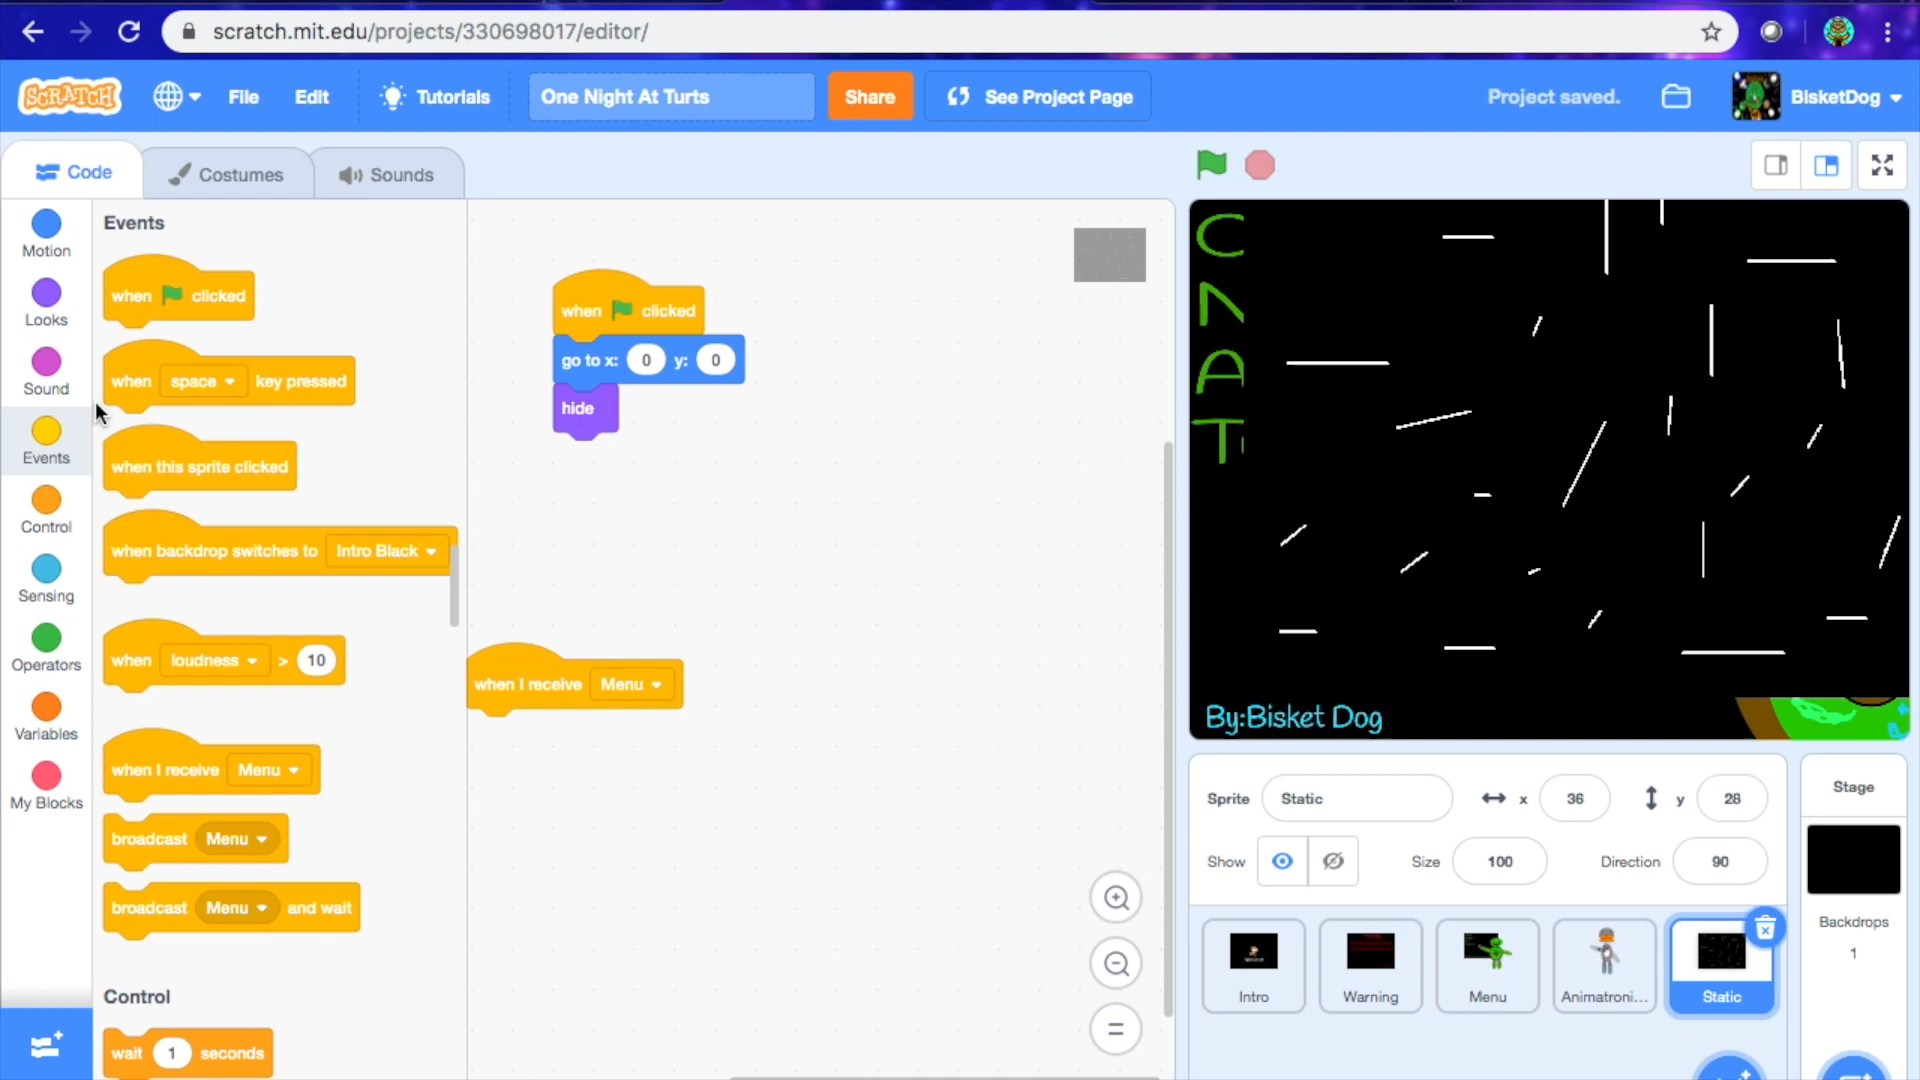 scratch.mit.edu/projects/330698017/editor/
SCRATCH
File
Edit
Tutorials
One Night At Turts
Share
See Project Page
Project saved.
BIsketDog
Code
Costumes
Sounds
Motion
Looks
Sound
Events
Control
Sensing
Operators
Variables
My Blocks
Events
when clicked
when space key pressed
when this sprite clicked
when backdrop switches to Intro Black
when loudness > 10
when I receive Menu
broadcast Menu
broadcast Menu and wait
Control
wait 1 seconds
when clicked
go to x: 0 y: 0
hide
when I receive Menu
O
N
A
T
By:Bisket Dog
Sprite Static x 36 y 28
Show Size 100 Direction 90
Intro
Warning
Menu
Animatroni...
Static
Stage
Backdrops
1